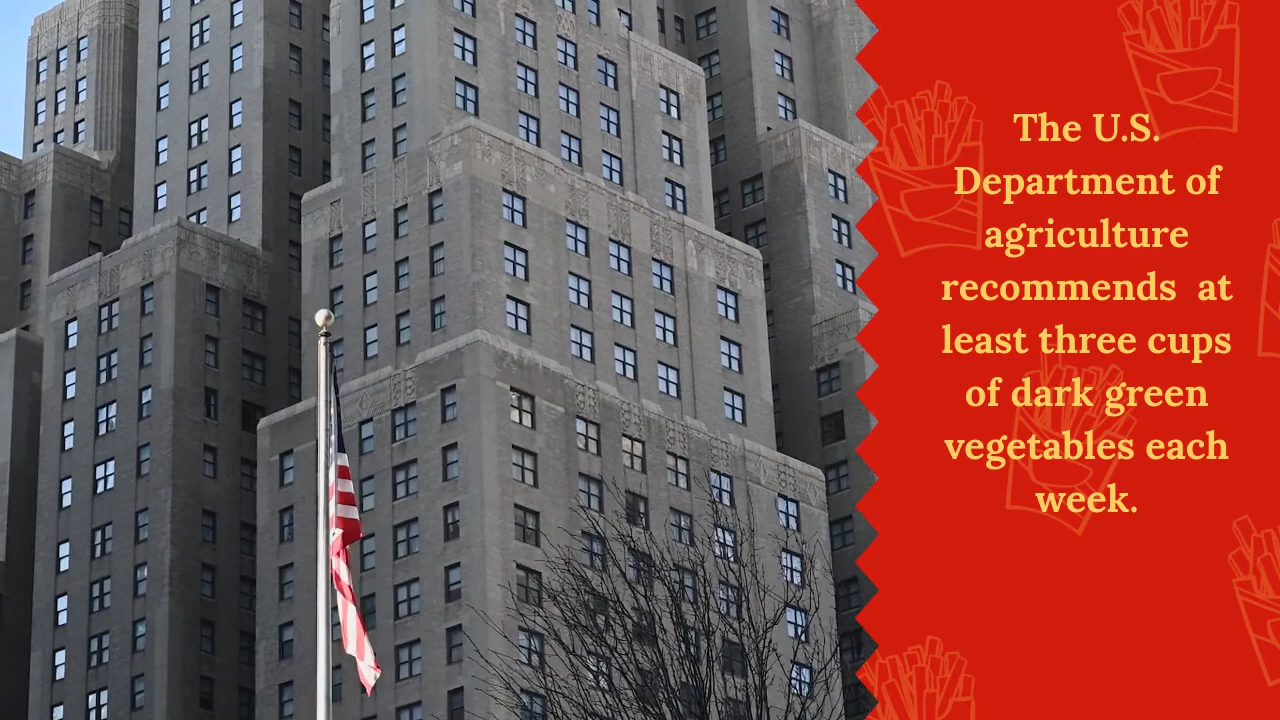 The U.S.
Department of
agriculture
recommends  at
least three cups
of dark green
vegetables each
week.